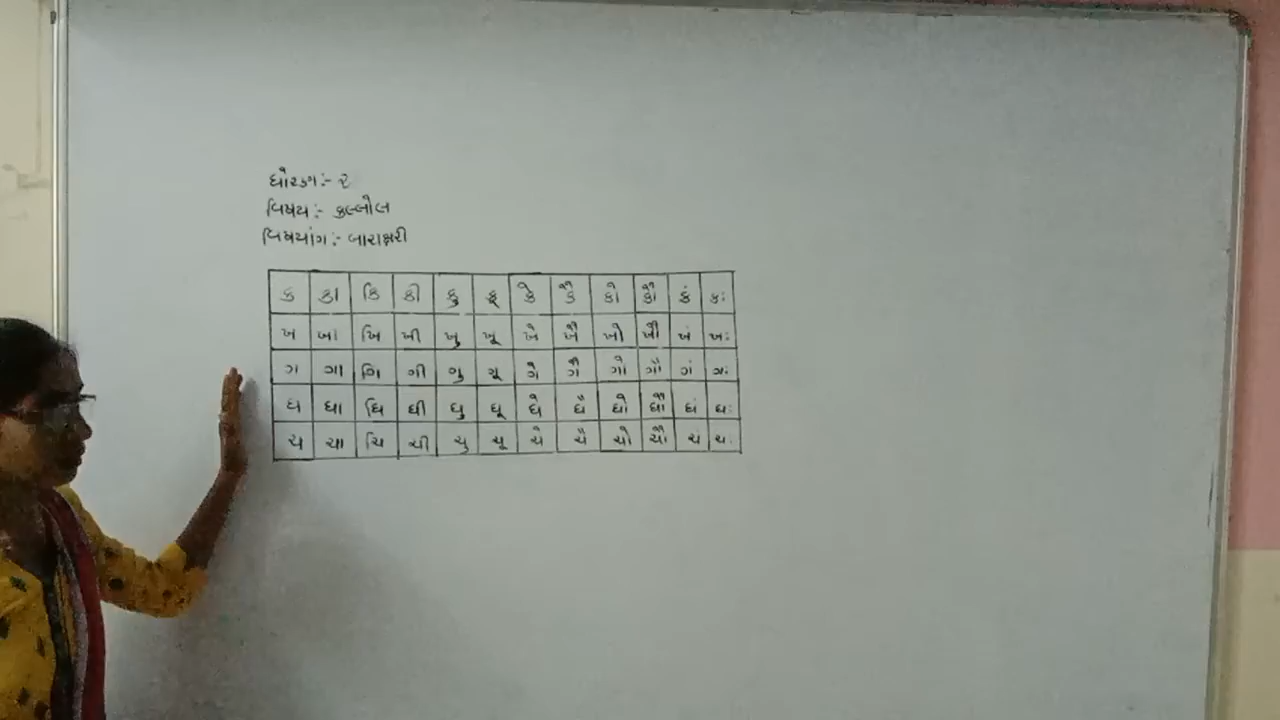 ધોરણ:- ૨
વિષય:- કલ્લોલ
વિષયાંગ:- બારાક્ષરી
ક કા કિ કી કુ કૂ કે કૈ કો કૌ કં કઃ
ખ ખા ખિ ખી ખુ ખૂ ખે ખૈ ખો ખૌ ખં ખઃ
ગ ગા ગિ ગી ગુ ગૂ ગે ગૈ ગો ગૌ ગં ગઃ
ઘ ઘા ઘિ ઘી ઘુ ઘૂ ઘે ઘૈ ઘો ઘૌ ઘં ઘઃ
ચ ચા ચિ ચી ચુ ચૂ ચે ચૈ ચો ચૌ ચં ચઃ